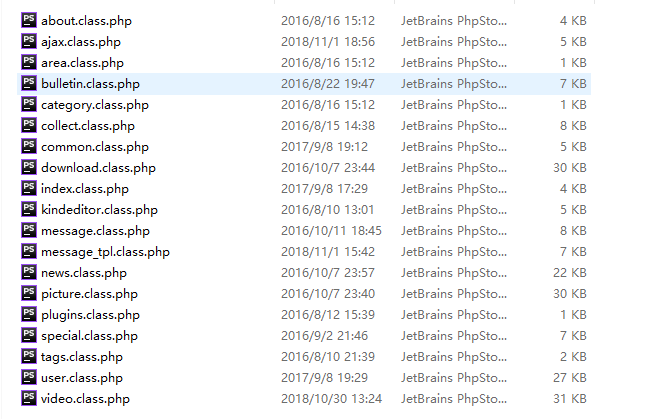 PS about.class.php 2016/8/16 15:12 JetBrains PhpSto... 4 KB
PS ajax.class.php 2018/11/1 18:56 JetBrains PhpSto... 5 KB
PS area.class.php 2016/8/16 15:12 JetBrains PhpSto... 1 KB
PS bulletin.class.php 2016/8/22 19:47 JetBrains PhpSto... 7 KB
PS category.class.php 2016/8/16 15:12 JetBrains PhpSto... 1 KB
PS collect.class.php 2016/8/15 14:38 JetBrains PhpSto... 8 KB
PS common.class.php 2017/9/8 19:12 JetBrains PhpSto... 5 KB
PS download.class.php 2016/10/7 23:44 JetBrains PhpSto... 30 KB
PS index.class.php 2017/9/8 17:29 JetBrains PhpSto... 4 KB
PS kindeditor.class.php 2016/8/10 13:01 JetBrains PhpSto... 5 KB
PS message.class.php 2016/10/11 18:45 JetBrains PhpSto... 8 KB
PS message_tpl.class.php 2018/11/1 15:42 JetBrains PhpSto... 7 KB
PS news.class.php 2016/10/7 23:57 JetBrains PhpSto... 22 KB
PS picture.class.php 2016/10/7 23:40 JetBrains PhpSto... 30 KB
PS plugins.class.php 2016/8/12 15:39 JetBrains PhpSto... 1 KB
PS special.class.php 2016/9/2 21:46 JetBrains PhpSto... 7 KB
PS tags.class.php 2016/8/10 21:39 JetBrains PhpSto... 2 KB
PS user.class.php 2017/9/8 19:29 JetBrains PhpSto... 27 KB
PS video.class.php 2018/10/30 13:24 JetBrains PhpSto... 31 KB